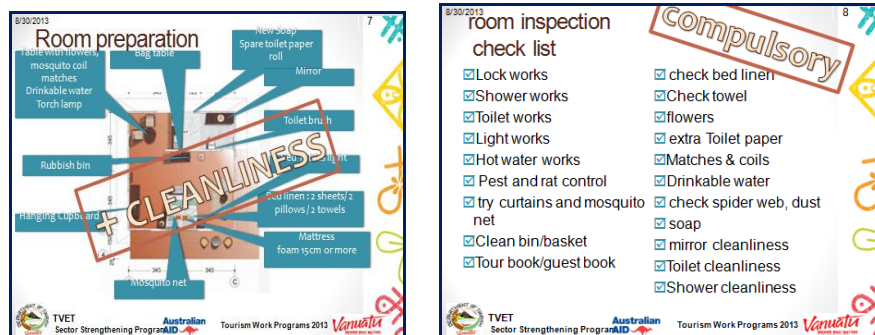 8/30/2013
7
Room preparation
New Soap
Spare toilet paper
roll
Table with flowers,
mosquito coil
matches
Drinkable water
Torch lamp
Bag table
Mirror
Toilet brush
Rubbish bin
light
+ CLEANLINESS
Bed linen : 2 sheets/ 2
pillows / 2 towels
Hanging Cupboard
Mattress
foam 15cm or more
345
345
345
C
Mosquito net
TVET
Sector Strengthening Program
Australian
AID
Tourism Work Programs 2013
Vanuatu
8/30/2013
8
room inspection
check list
compulsory
Lock works
Shower works
Toilet works
Light works
Hot water works
Pest and rat control
try curtains and mosquito
net
Clean bin/basket
Tour book/guest book
check bed linen
Check towel
flowers
extra Toilet paper
Matches & coils
Drinkable water
check spider web, dust
soap
mirror cleanliness
Toilet cleanliness
Shower cleanliness
TVET
Sector Strengthening Program
Australian
AID
Tourism Work Programs 2013
Vanuatu